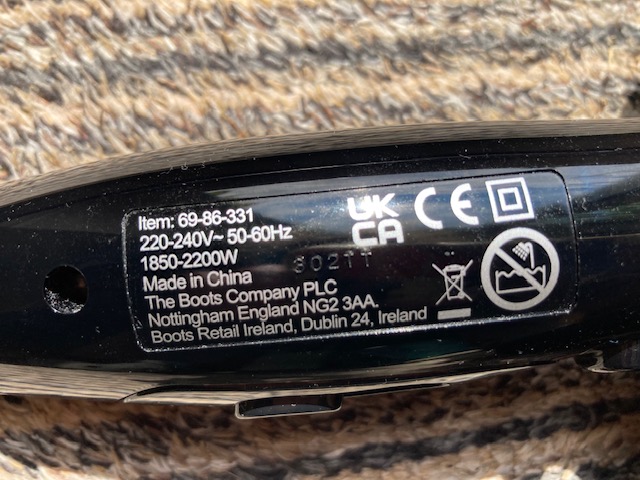 Item: 69-86-331
220-240V~ 50-60Hz
1850-2200W
Made in China
The Boots Company PLC
Nottingham England NG2 3AA.
Boots Retail Ireland, Dublin 24, Ireland
UK
CA
CE
3021T